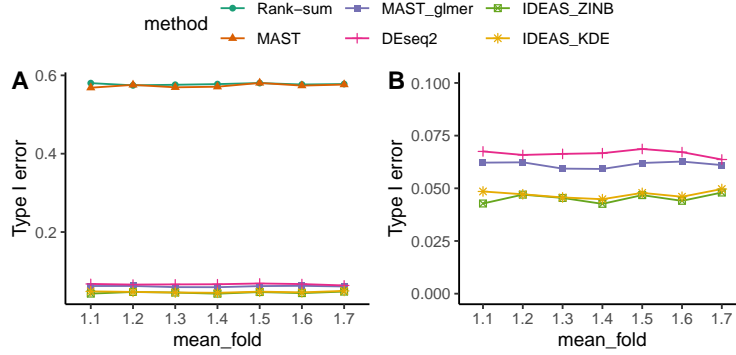 method Rank−sum MAST_glmer IDEAS_ZINB
MAST DEseq2 IDEAS_KDE
A
0.6
0.4
0.2
Type I error
1.1 1.2 1.3 1.4 1.5 1.6 1.7
mean_fold
B
0.100
0.075
0.050
0.025
0.000
Type I error
1.1 1.2 1.3 1.4 1.5 1.6 1.7
mean_fold